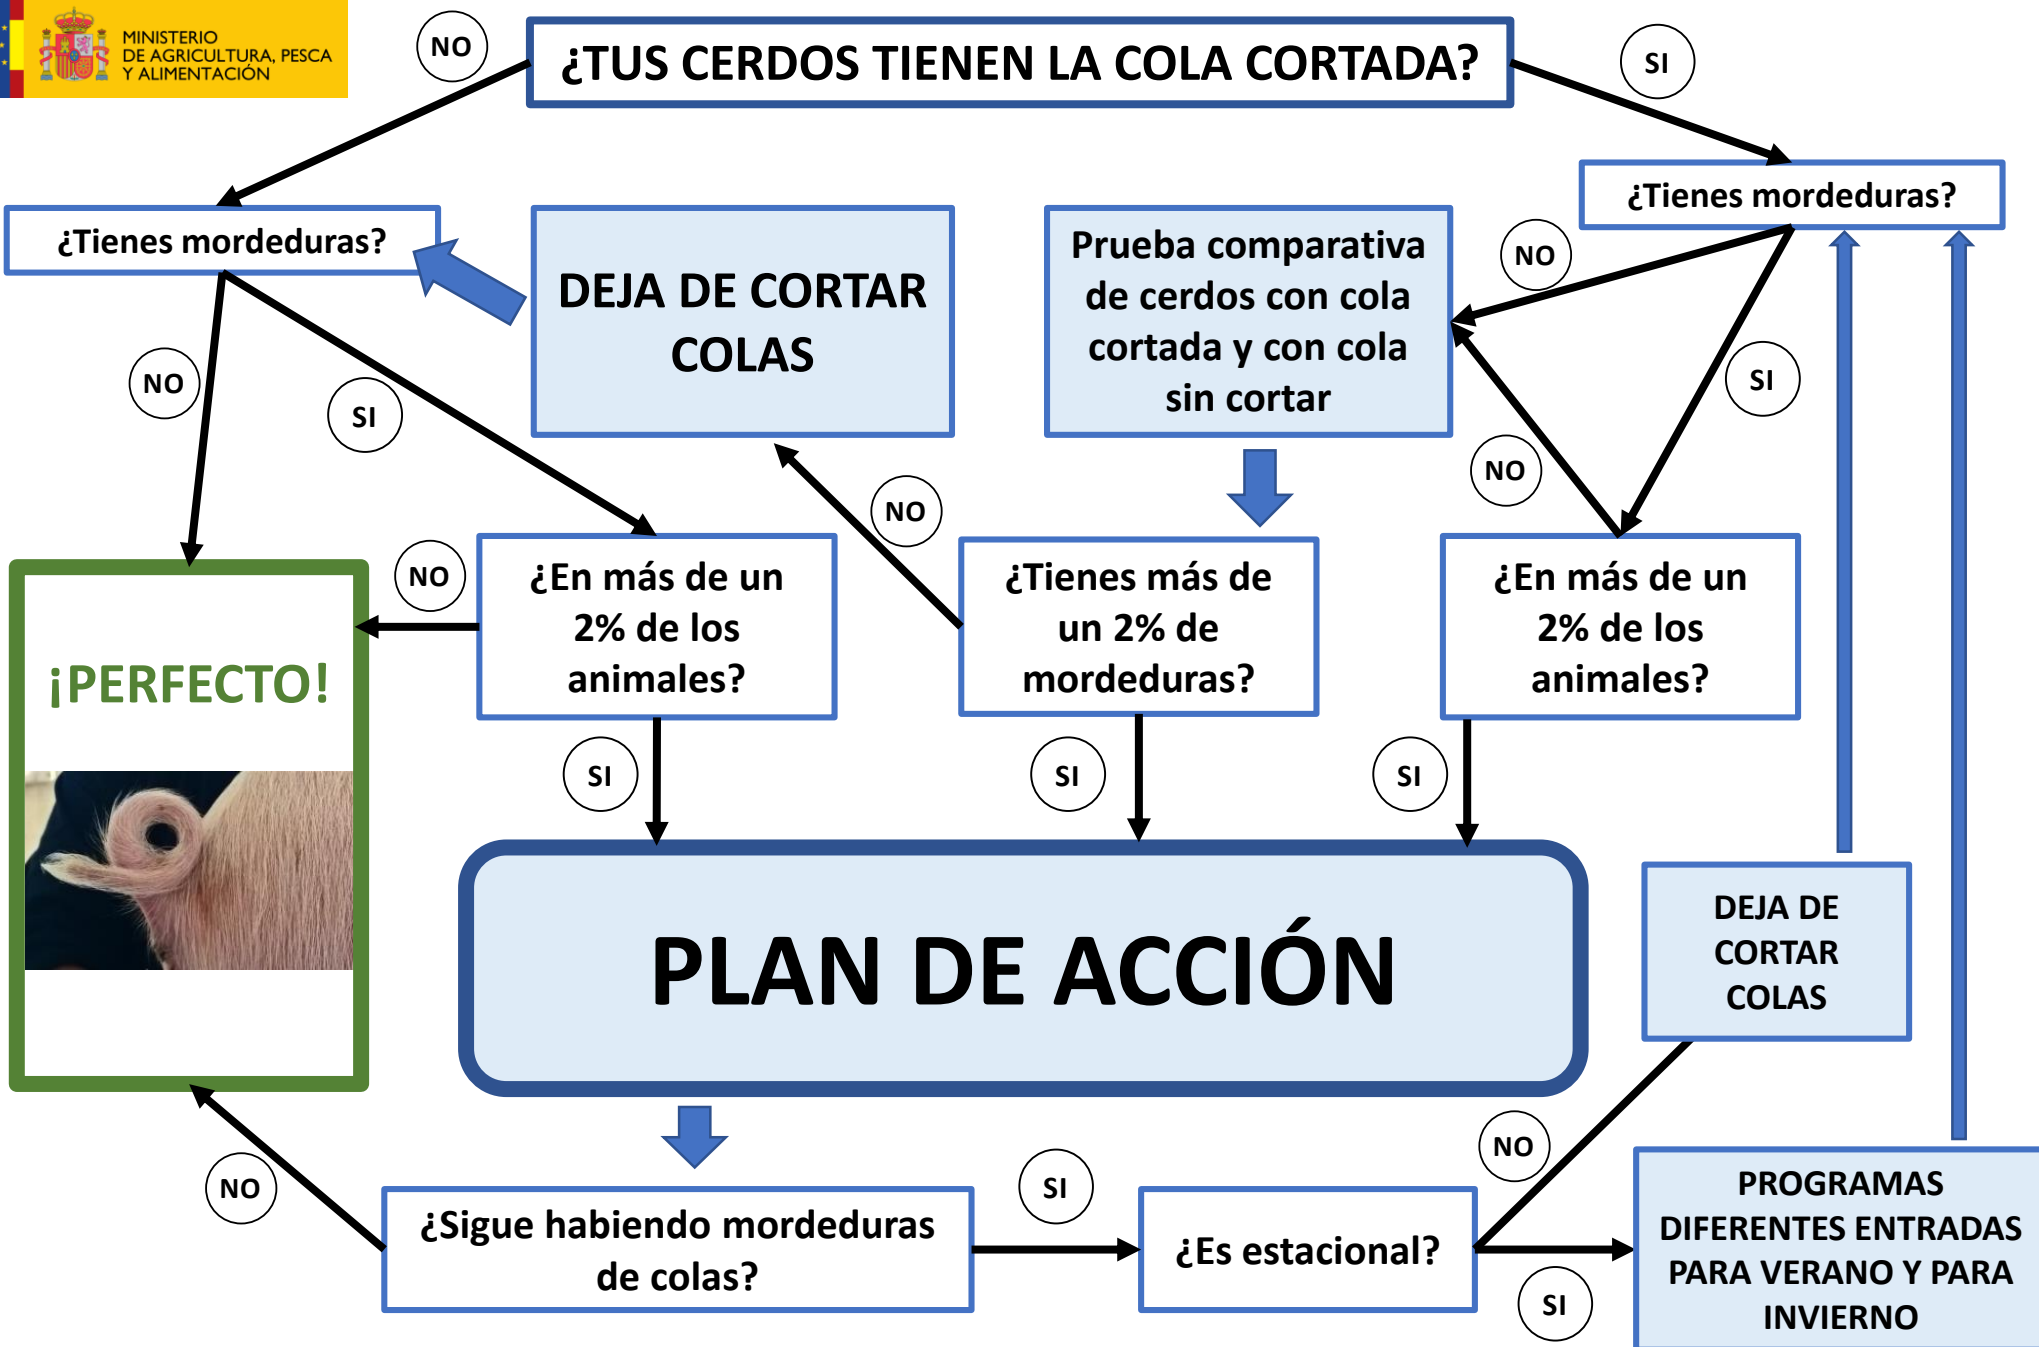 MINISTERIO
DE AGRICULTURA, PESCA
Y ALIMENTACIÓN
NO
¿TUS CERDOS TIENEN LA COLA CORTADA?
SI
¿Tienes mordeduras?
¿Tienes mordeduras?
DEJA DE CORTAR
COLAS
Prueba comparativa
de cerdos con cola
cortada y con cola
sin cortar
NO
NO
SI
SI
NO
NO
NO
¿En más de un
2% de los
animales?
¿Tienes más de
un 2% de
mordeduras?
¿En más de un
2% de los
animales?
¡PERFECTO!
SI
SI
SI
PLAN DE ACCIÓN
DEJA DE
CORTAR
COLAS
NO
SI
NO
¿Sigue habiendo mordeduras
de colas?
¿Es estacional?
SI
PROGRAMAS
DIFERENTES ENTRADAS
PARA VERANO Y PARA
INVIERNO